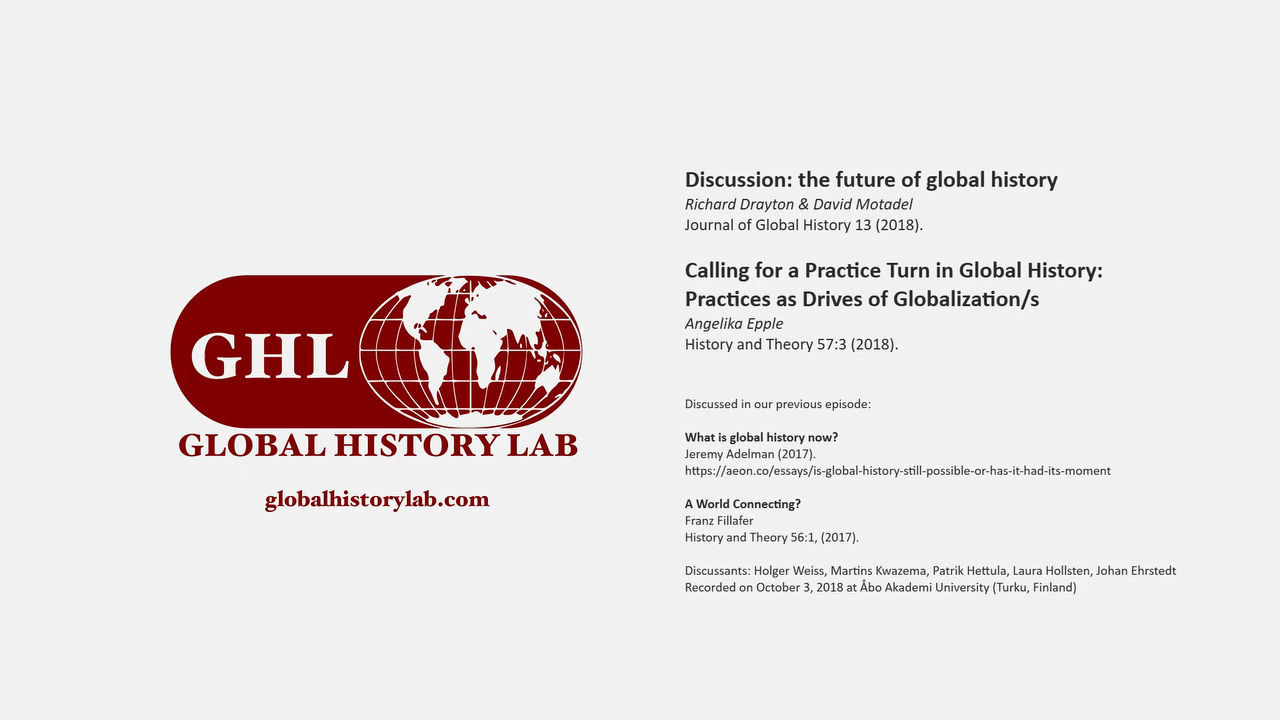 GHL
GLOBAL HISTORY LAB
globalhistorylab.com
Discussion: the future of global history
Richard Drayton & David Motadel
Journal of Global History 13 (2018).
Calling for a Practice Turn in Global History:
Practices as Drives of Globalization/s
Angelika Epple
History and Theory 57:3 (2018).
Discussed in our previous episode:
What is global history now?
Jeremy Adelman (2017).
https://aeon.co/essays/is-global-history-still-possible-or-has-it-had-its-moment
A World Connecting?
Franz Fillafer
History and Theory 56:1, (2017).
Discussants: Holger Weiss, Martins Kwazema, Patrik Hettula, Laura Hollsten, Johan Ehrstedt
Recorded on October 3, 2018 at Åbo Akademi University (Turku, Finland)